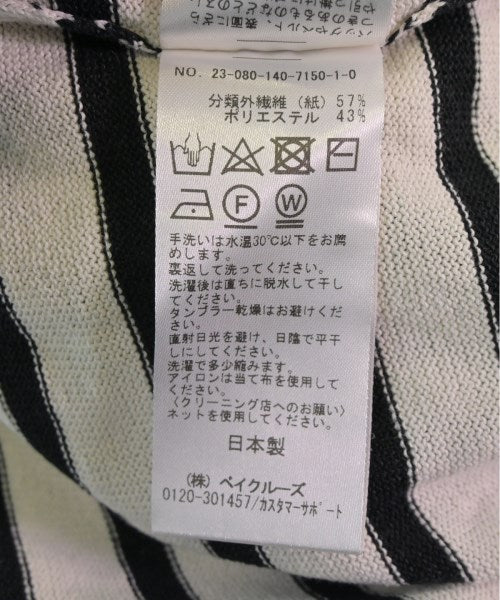 NO. 23-080-140-7150-1-0
分類外繊維（紙）57%
ポリエステル 43%
F
W
手洗いは水温30℃以下をお薦
めします。
裏返して洗ってください。
洗濯後は直ちに脱水して干し
てください。
タンブラー乾燥はお避けくだ
さい。
直射日光を避け、日陰で平干
しにしてください。
洗濯で多少縮みます。
アイロンは当て布を使用して
ください。
〈クリーニング店へのお願い〉
ネットを使用してください。
日本製
（株）ベイクルーズ
0120-301457/カスタマーサポート